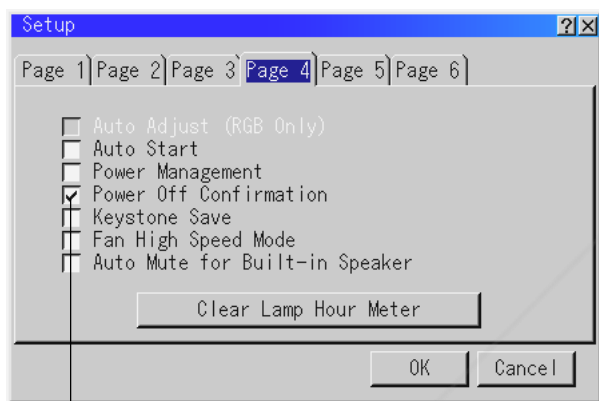 Setup ? ×
Page 1 Page 2 Page 3 Page 4 Page 5 Page 6
Auto Adjust (RGB Only)
Auto Start
Power Management
Power Off Confirmation
Keystone Save
Fan High Speed Mode
Auto Mute for Built-in Speaker
Clear Lamp Hour Meter
OK Cancel